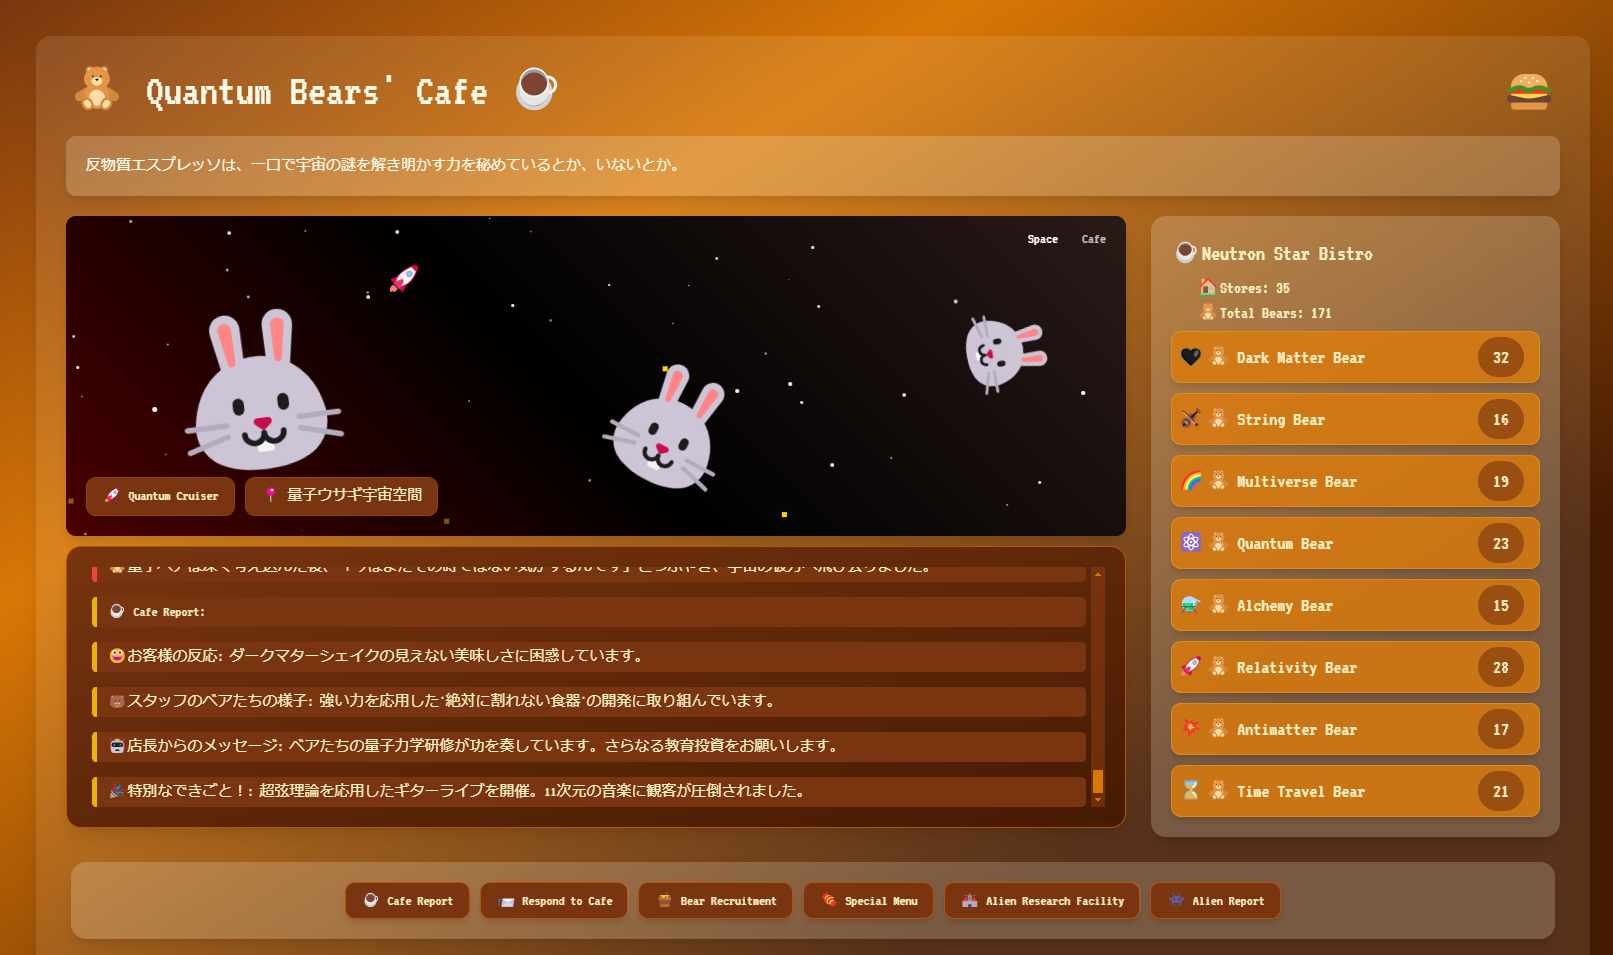 Quantum Bears' Cafe
反物質エスプレッソは、一口で宇宙の謎を解き明かす力を秘めているとか、いないとか。
Space Cafe
Quantum Cruiser
量子ウサギ宇宙空間
Cafe Report:
お客様の反応: ダークマターシェイクの見えない美味しさに困惑しています。
スタッフのベアたちの様子: 強い力を応用した"絶対に割れない食器"の開発に取り組んでいます。
店長からのメッセージ: ベアたちの量子力学研修が功を奏しています。さらなる教育投資をお願いします。
特別なできごと！: 超弦理論を応用したギターライブを開催。11次元の音楽に観客が圧倒されました。
Neutron Star Bistro
Stores: 35
Total Bears: 171
Dark Matter Bear 32
String Bear 16
Multiverse Bear 19
Quantum Bear 23
Alchemy Bear 15
Relativity Bear 28
Antimatter Bear 17
Time Travel Bear 21
Cafe Report Respond to Cafe Bear Recruitment Special Menu Alien Research Facility Alien Report